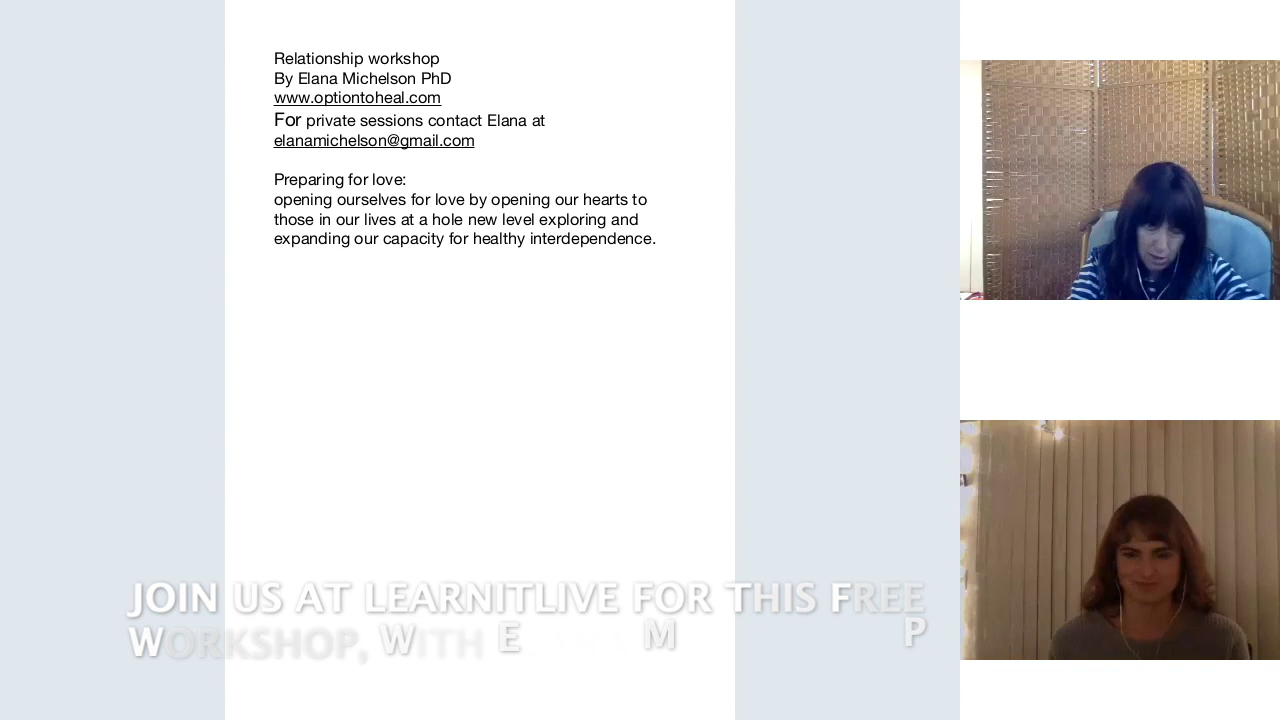 Relationship workshop
By Elana Michelson PhD
www.optiontoheal.com
For private sessions contact Elana at
elanamichelson@gmail.com
Preparing for love:
opening ourselves for love by opening our hearts to
those in our lives at a hole new level exploring and
expanding our capacity for healthy interdependence.
JOIN US AT LEARNITLIVE FOR THIS FREE
WORKSHOP, WITH E M P